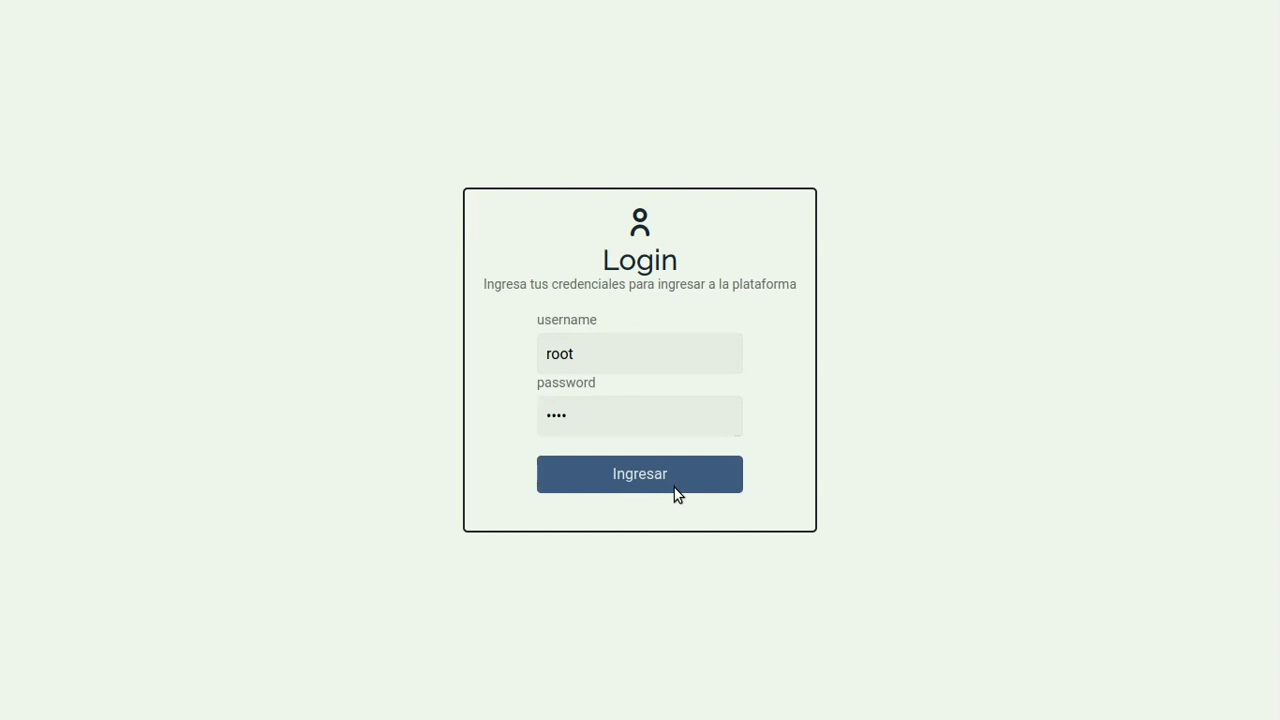 Login
Ingresa tus credenciales para ingresar a la plataforma
username
root
password
••••
Ingresar